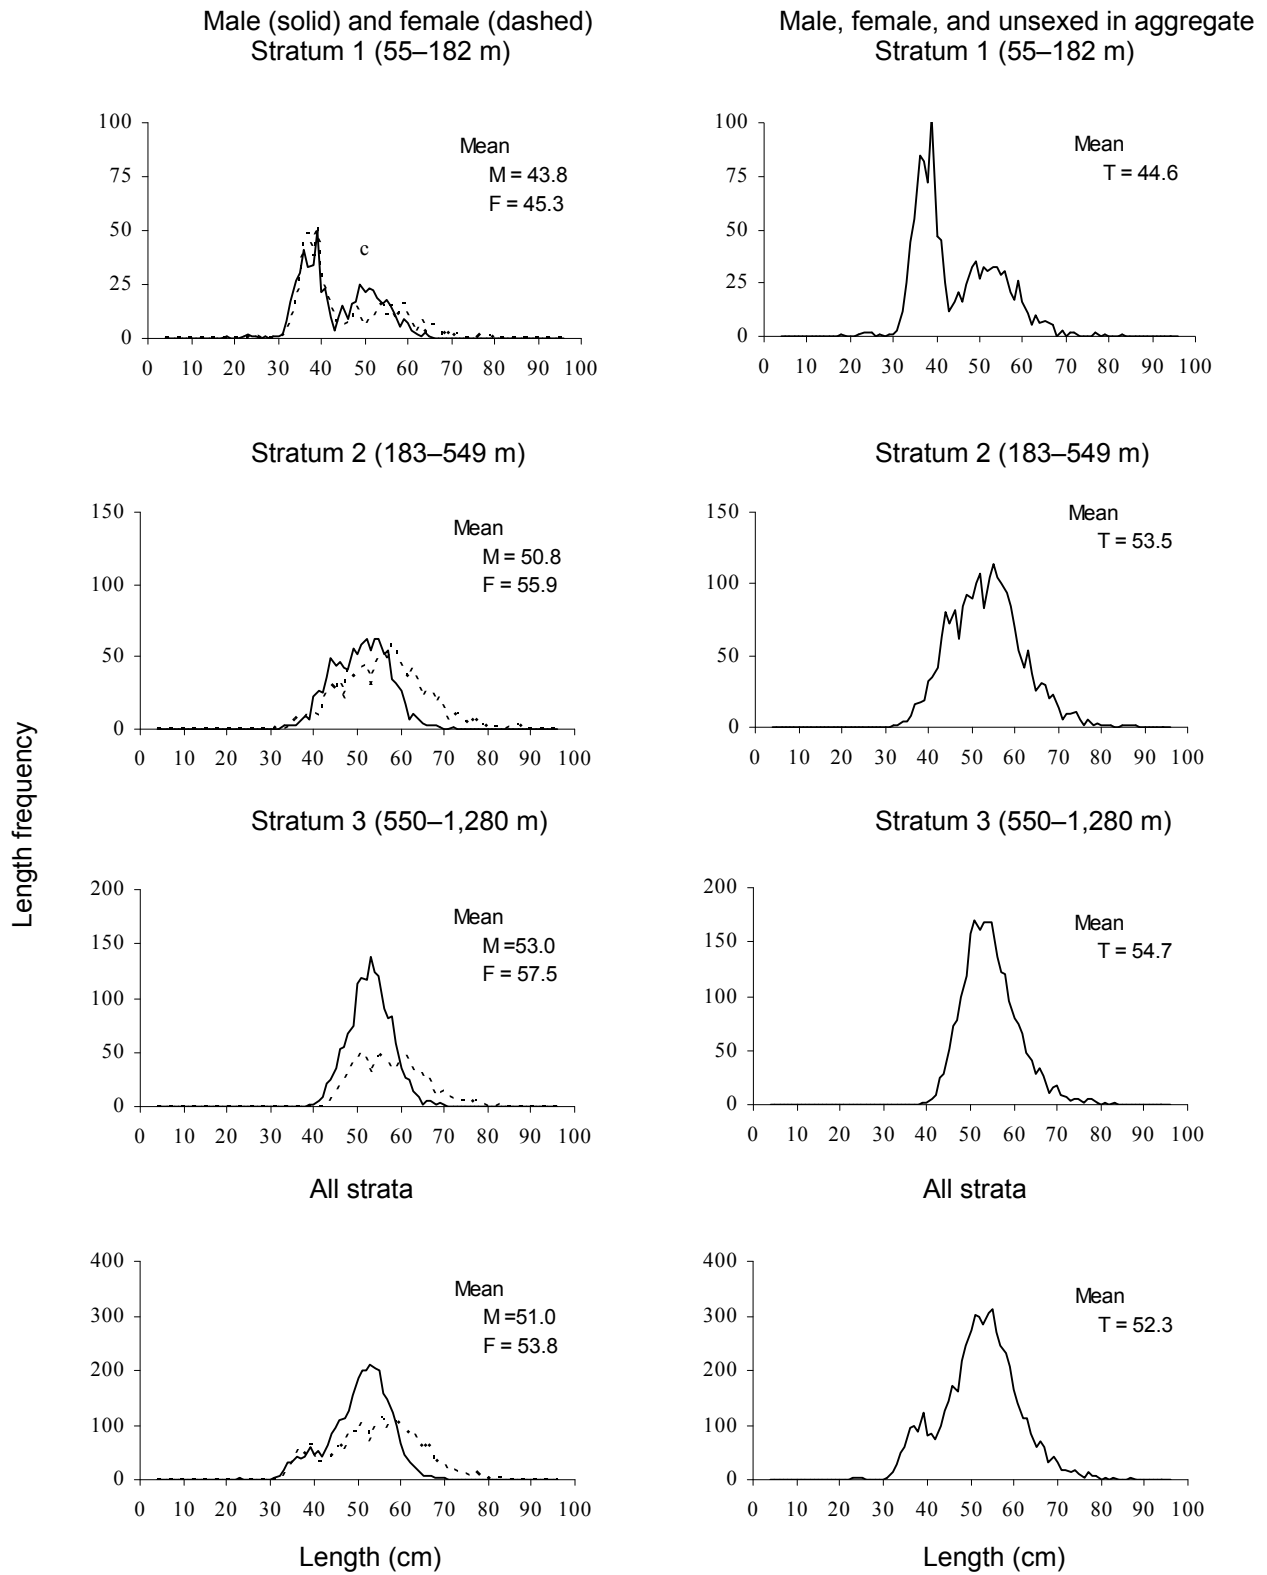 Male (solid) and female (dashed)
Stratum 1 (55–182 m)
100
75
50
25
0
0 10 20 30 40 50 60 70 80 90 100
Mean
M = 43.8
F = 45.3
c
Male, female, and unsexed in aggregate
Stratum 1 (55–182 m)
100
75
50
25
0
0 10 20 30 40 50 60 70 80 90 100
Mean
T = 44.6
Stratum 2 (183–549 m)
150
100
50
0
0 10 20 30 40 50 60 70 80 90 100
Mean
M = 50.8
F = 55.9
Stratum 2 (183–549 m)
150
100
50
0
0 10 20 30 40 50 60 70 80 90 100
Mean
T = 53.5
Length frequency
Stratum 3 (550–1,280 m)
200
150
100
50
0
0 10 20 30 40 50 60 70 80 90 100
Mean
M =53.0
F = 57.5
Stratum 3 (550–1,280 m)
200
150
100
50
0
0 10 20 30 40 50 60 70 80 90 100
Mean
T = 54.7
All strata
400
300
200
100
0
0 10 20 30 40 50 60 70 80 90 100
Mean
M =51.0
F = 53.8
Length (cm)
All strata
400
300
200
100
0
0 10 20 30 40 50 60 70 80 90 100
Mean
T = 52.3
Length (cm)